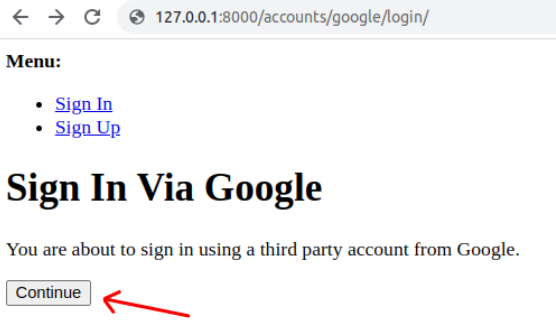 127.0.0.1:8000/accounts/google/login/
Menu:
Sign In
Sign Up
Sign In Via Google
You are about to sign in using a third party account from Google.
Continue